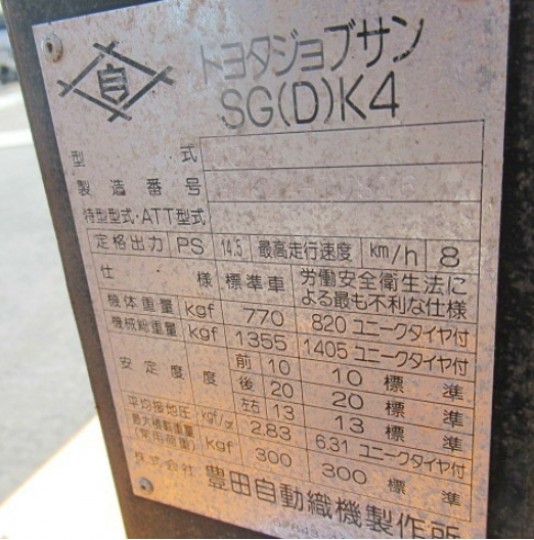 自
トヨタジョブサン
SG(D)K4
型 式
製造番号
特型型式・ATT型式
定格出力 PS 14.5 最高走行速度 km/h 8
仕 様 標準車 労働安全衛生法に
よる最も不利な仕様
機体重量 kgf 770 820 ユニークタイヤ付
機械総重量 kgf 1355 1405 ユニークタイヤ付
安定度 度 前 10 10 標 準
後 20 20 標 準
左右 13 13 標 準
平均接地圧 kgf/㎠ 2.83 6.31 ユニークタイヤ付
最大積載重量
(常用荷重) kgf 300 300 標 準
株式会社 豊田自動織機製作所